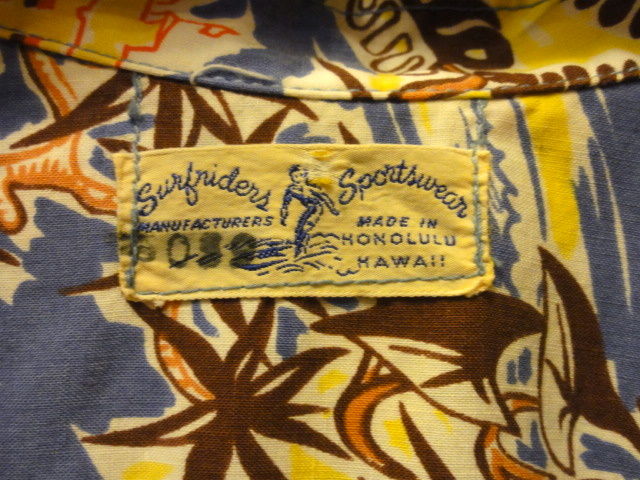 Surfriders Sportswear
MANUFACTURERS MADE IN
HONOLULU
HAWAII